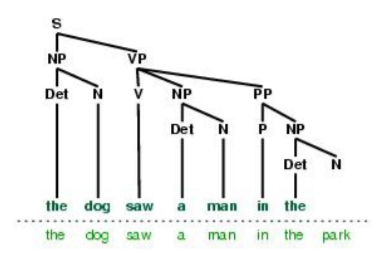 S
NP VP
Det N V NP PP
Det N P NP
Det N
the dog saw a man in the
the dog saw a man in the park